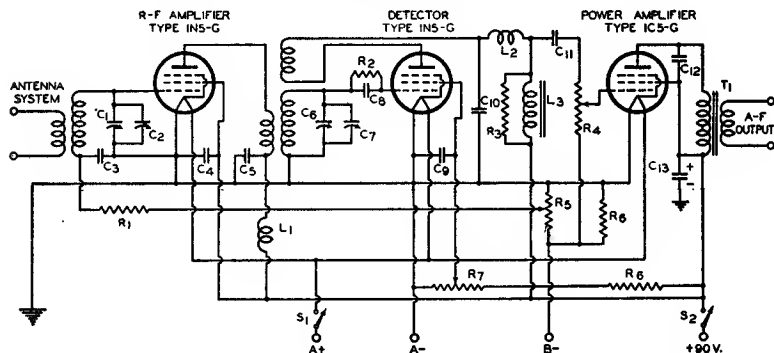 R-F AMPLIFIER
TYPE IN5-G
DETECTOR
TYPE IN5-G
POWER AMPLIFIER
TYPE IC5-G
ANTENNA
SYSTEM
C1
C2
C3
C4
C5
C6
C7
R2
C8
C9
L2
C10
R3
L3
C11
R4
C12
T1
A-F
OUTPUT
C13
+
-
R1
L1
R5
R6
R7
R6
S1
S2
A+
A-
B-
+90 V.